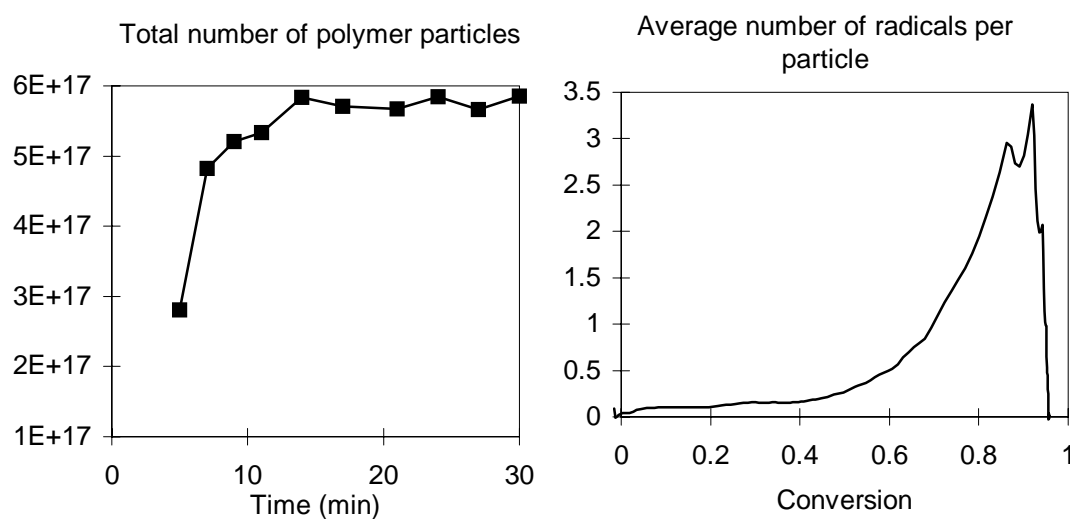 Total number of polymer particles
6E+17
5E+17
4E+17
3E+17
2E+17
1E+17
0
10
20
30
Time (min)
Average number of radicals per
particle
3.5
3
2.5
2
1.5
1
0.5
0
0
0.2
0.4
0.6
0.8
1
Conversion